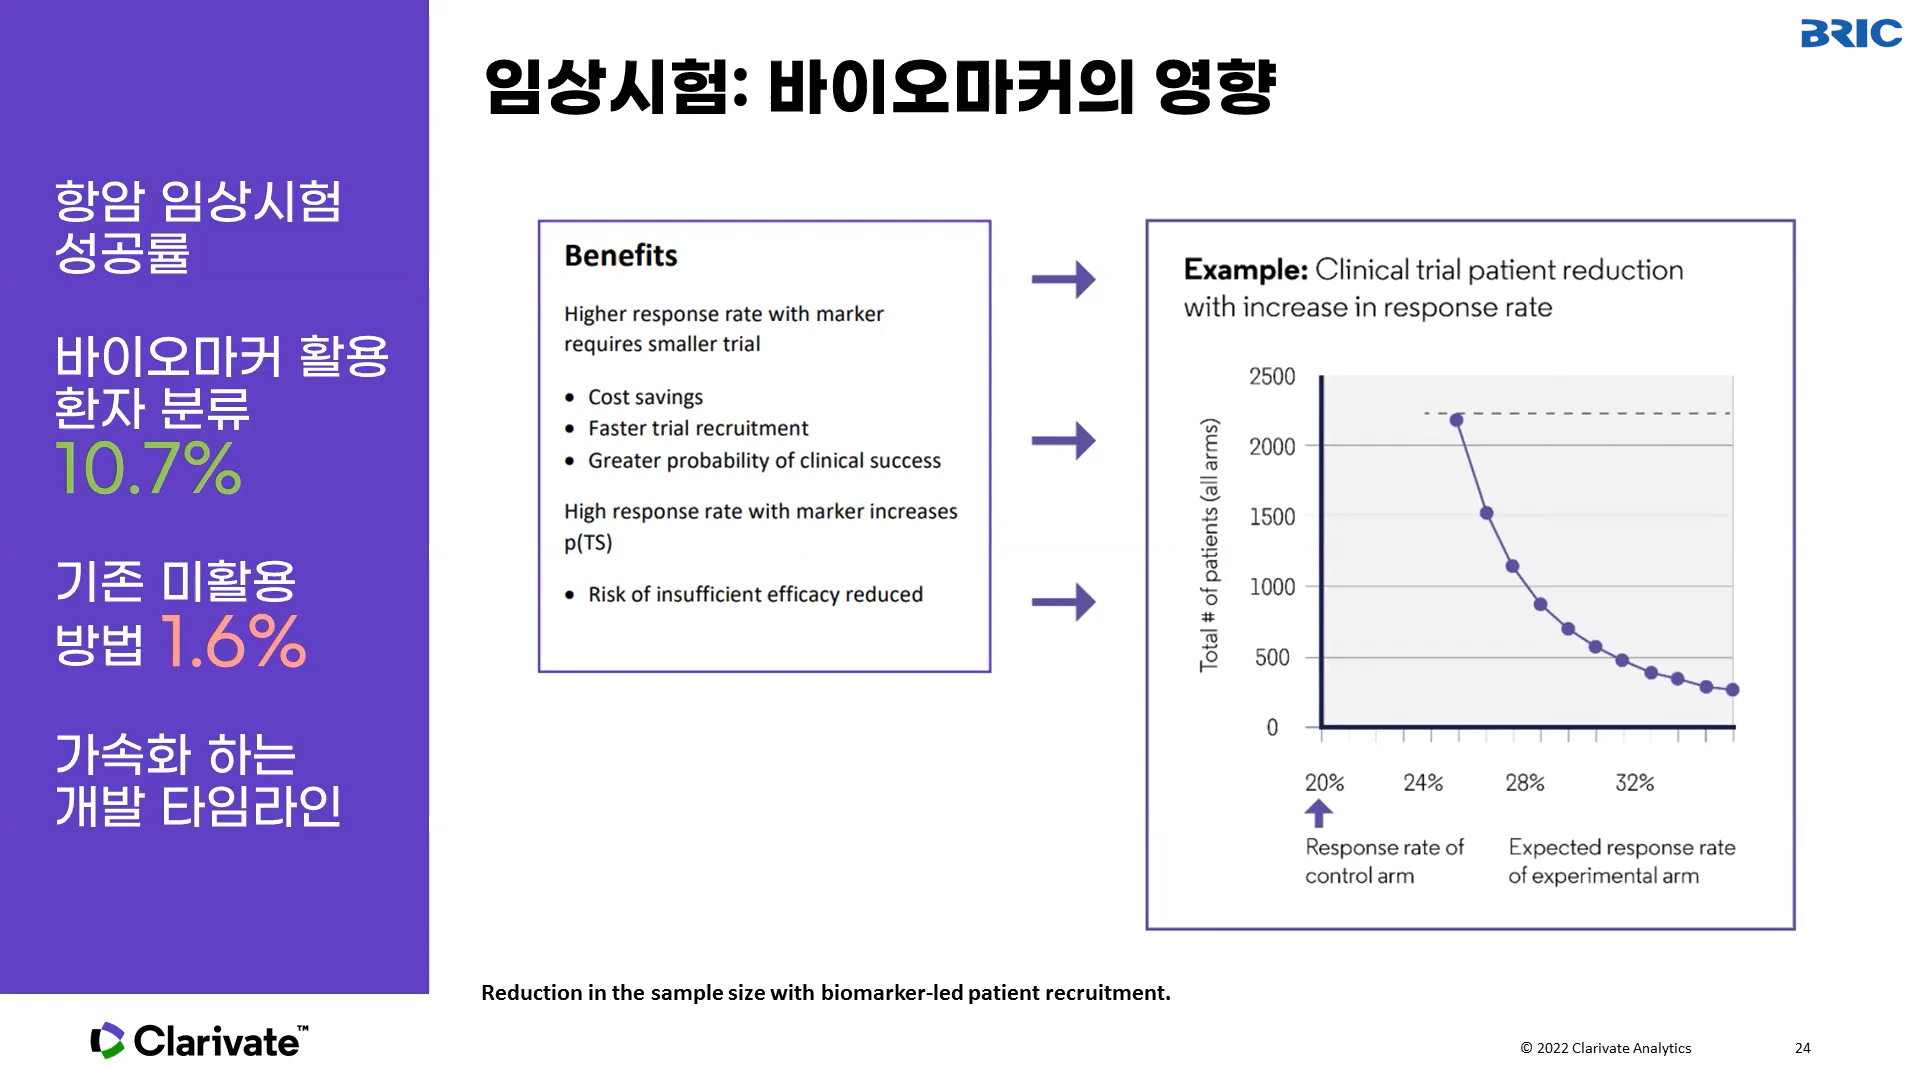 BRIC
임상시험: 바이오마커의 영향
항암 임상시험
성공률
바이오마커 활용
환자 분류
10.7%
기존 미활용
방법 1.6%
가속화 하는
개발 타임라인
Benefits
Higher response rate with marker
requires smaller trial
• Cost savings
• Faster trial recruitment
• Greater probability of clinical success
High response rate with marker increases
p(TS)
• Risk of insufficient efficacy reduced
Example: Clinical trial patient reduction
with increase in response rate
Total # of patients (all arms)
2500
2000
1500
1000
500
0
20% 24% 28% 32%
Response rate of
control arm
Expected response rate
of experimental arm
Reduction in the sample size with biomarker-led patient recruitment.
Clarivate™
© 2022 Clarivate Analytics
24